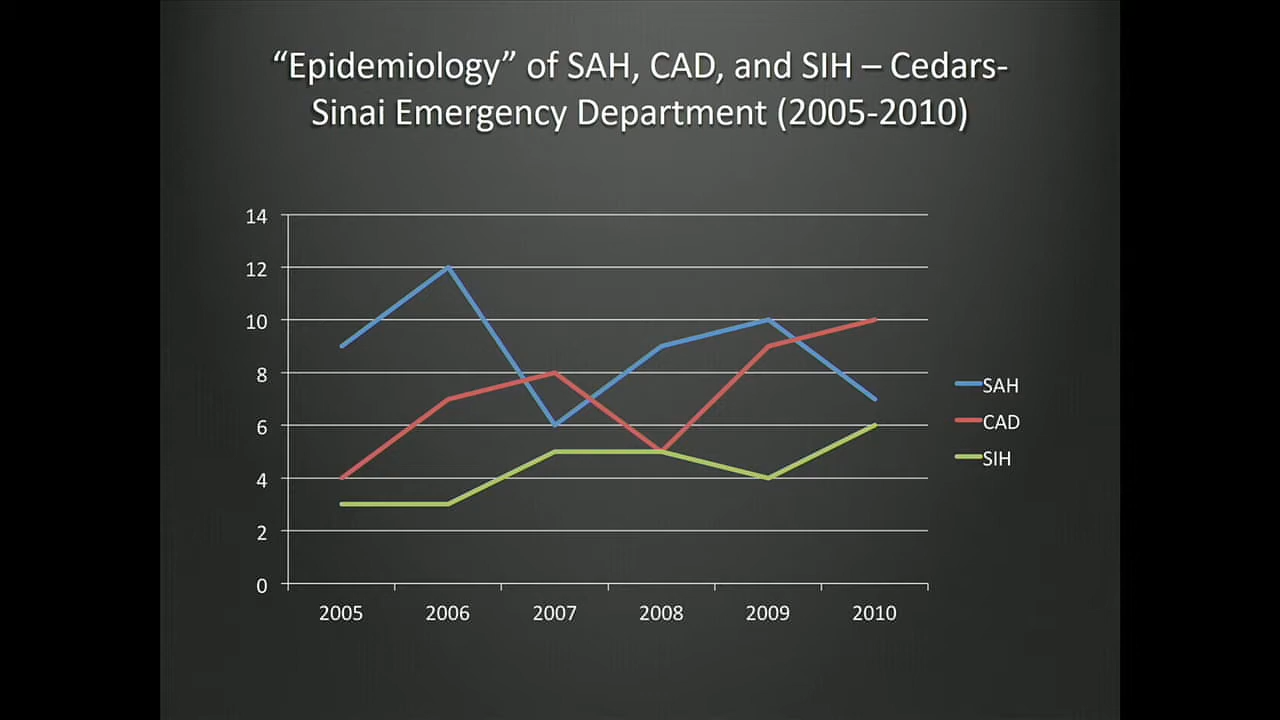 “Epidemiology” of SAH, CAD, and SIH – Cedars-
Sinai Emergency Department (2005-2010)
14
12
10
8
6
4
2
0
2005 2006 2007 2008 2009 2010
SAH
CAD
SIH